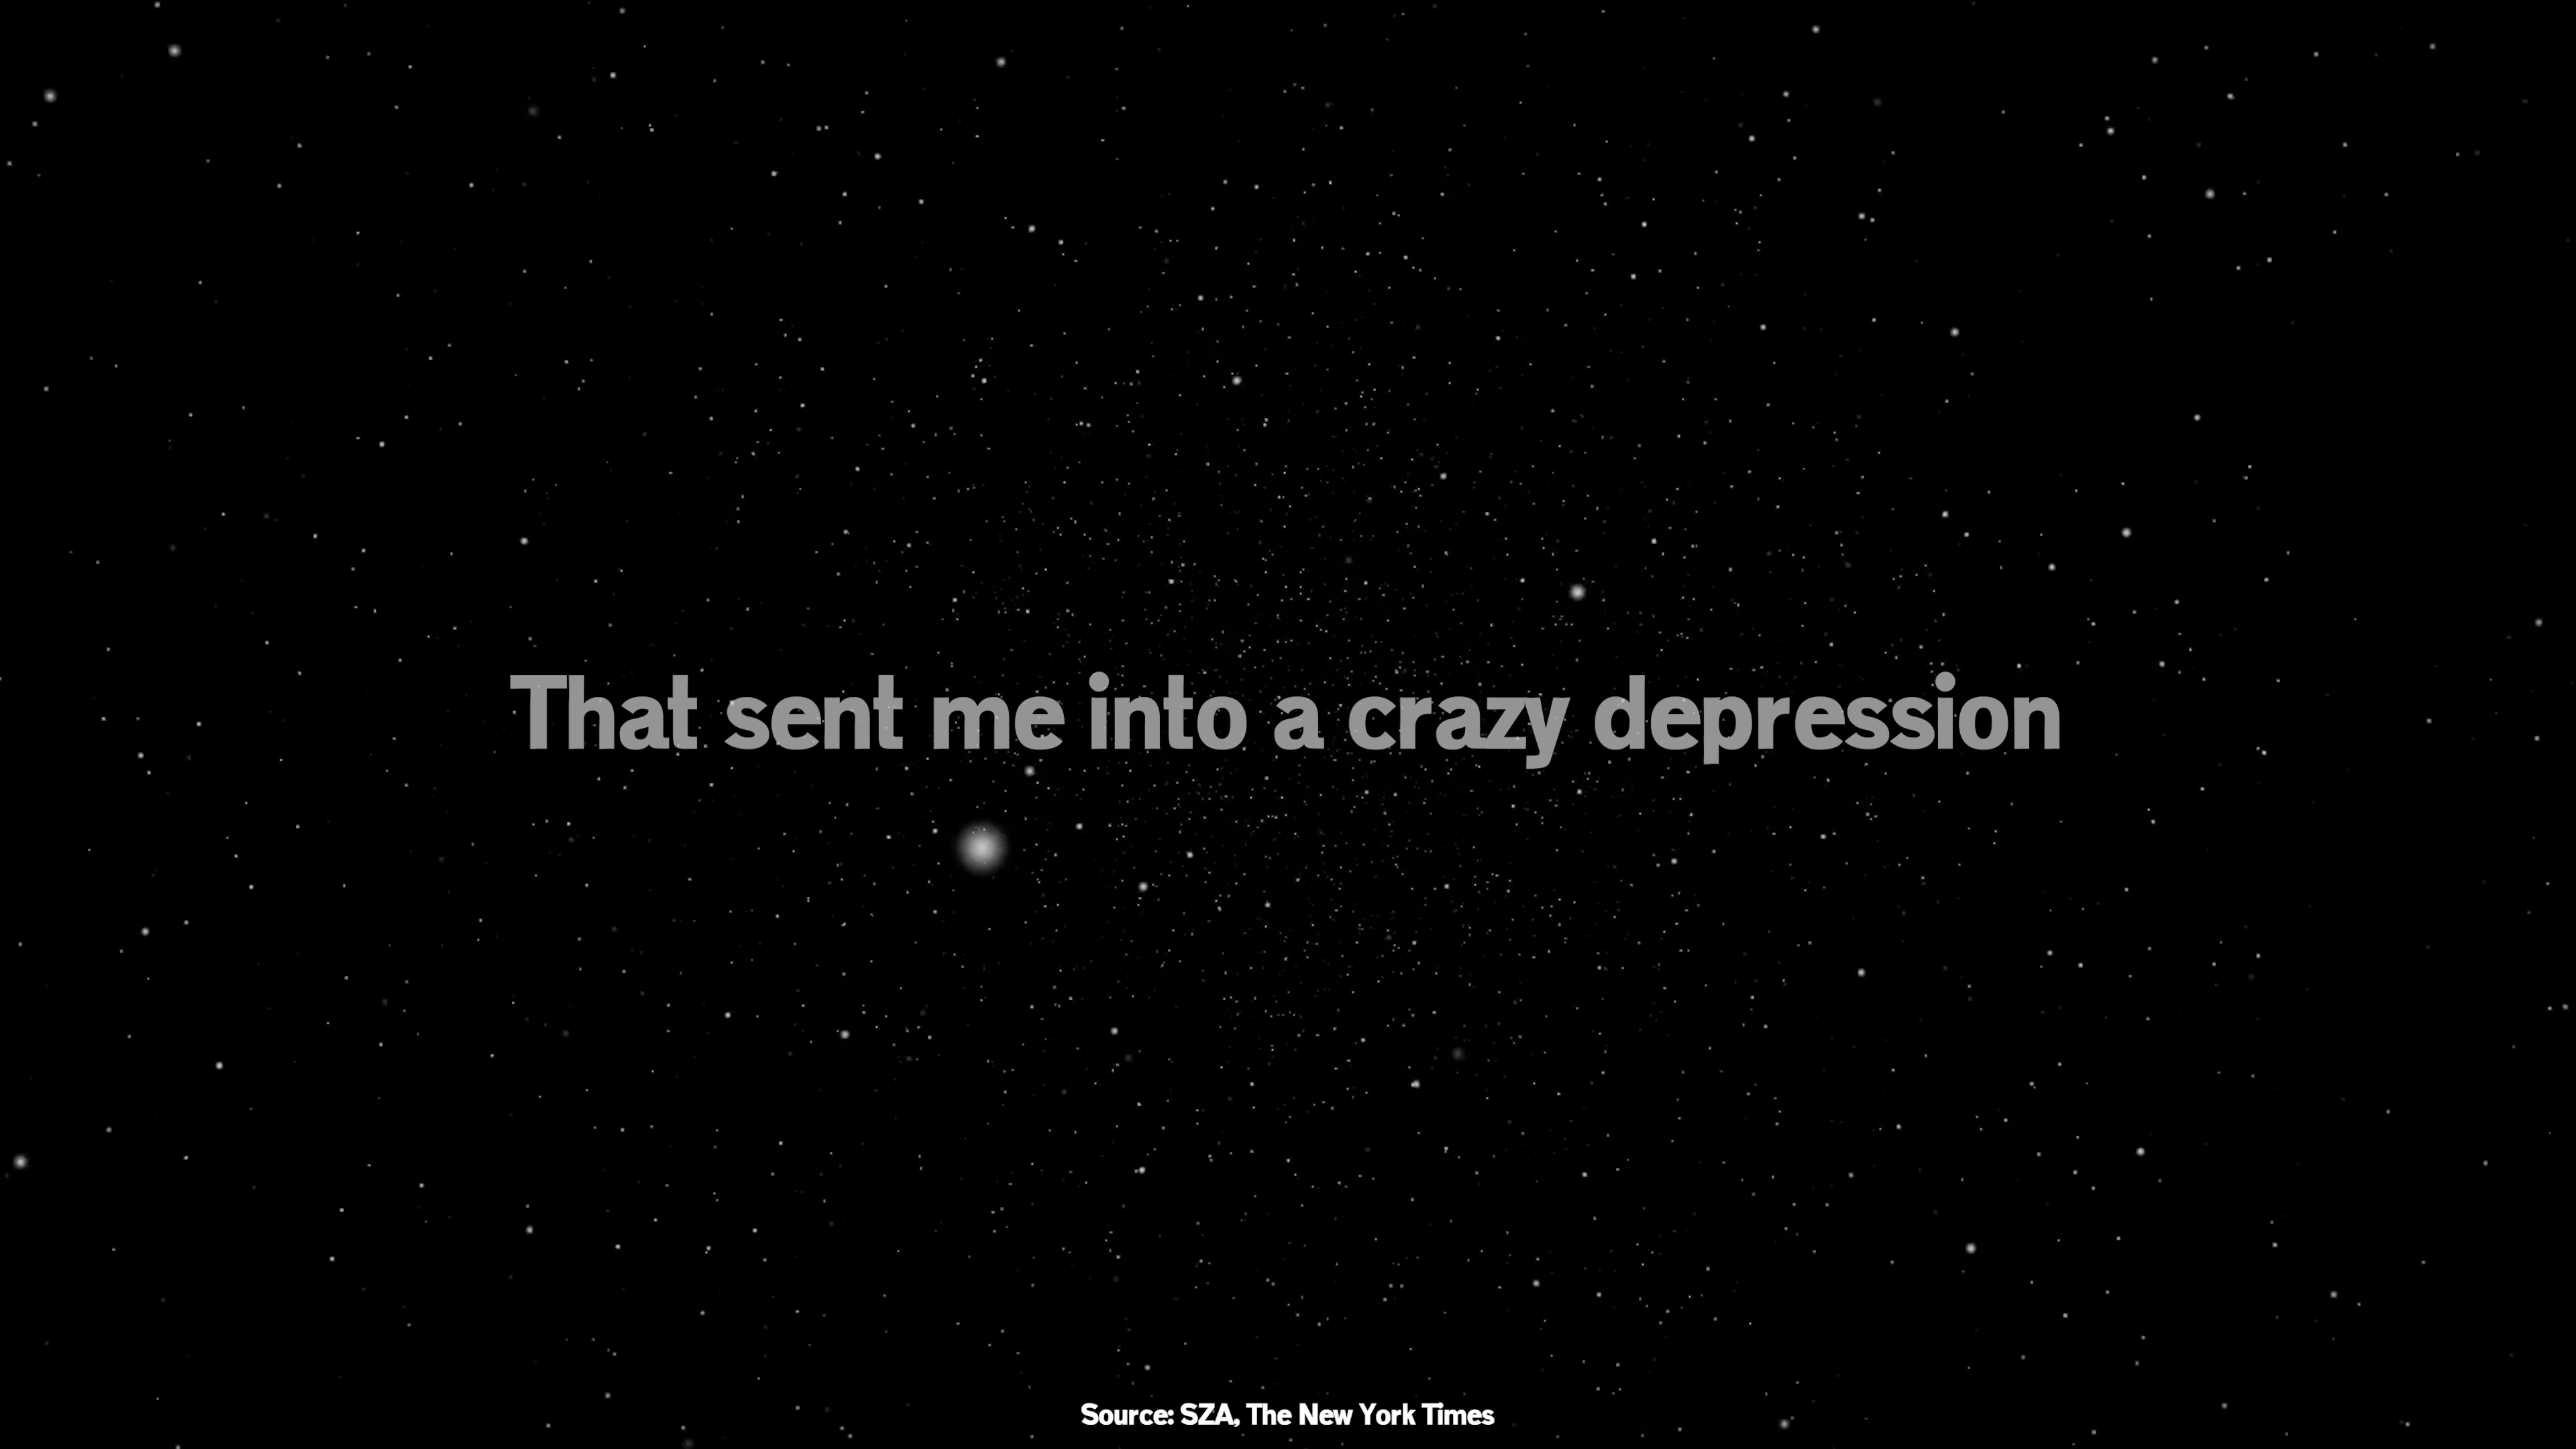 That sent me into a crazy depression
Source: SZA, The New York Times